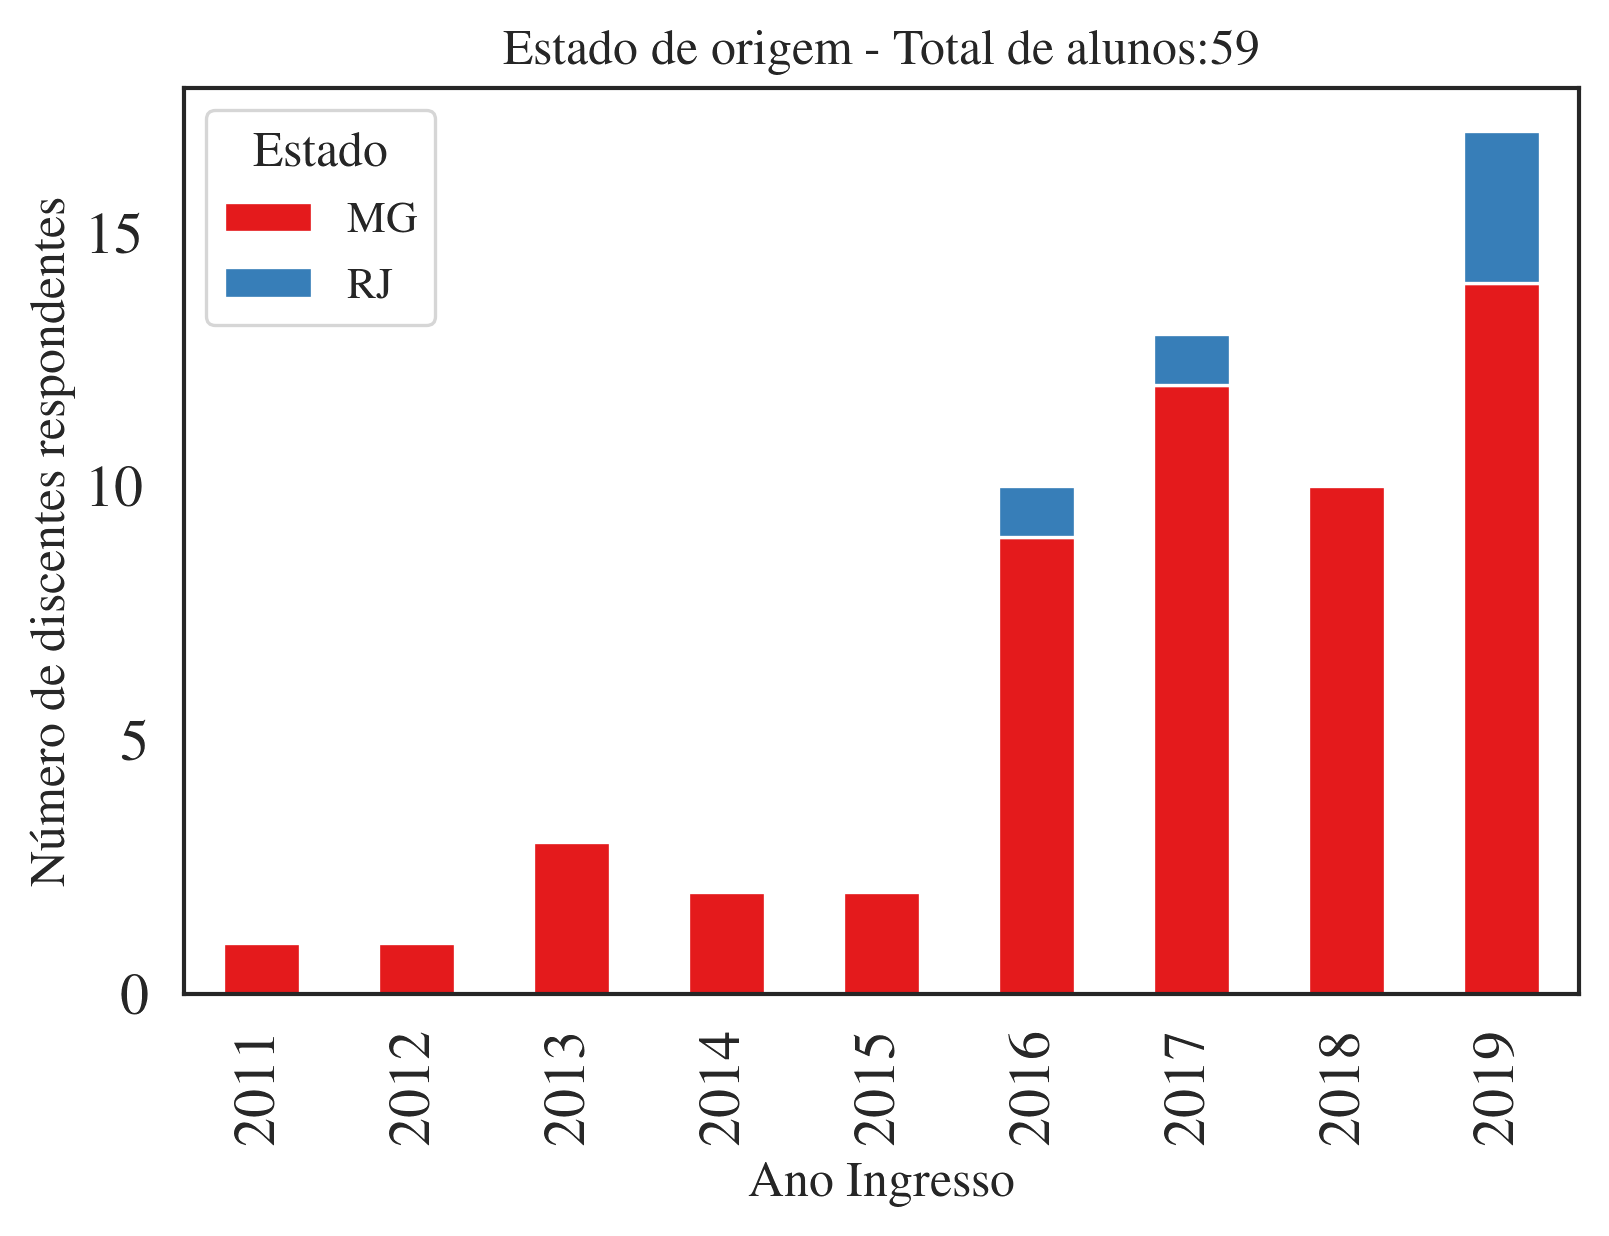 Estado de origem - Total de alunos:59
Estado
MG
RJ
Número de discentes respondentes
15
10
5
0
2011
2012
2013
2014
2015
2016
2017
2018
2019
Ano Ingresso